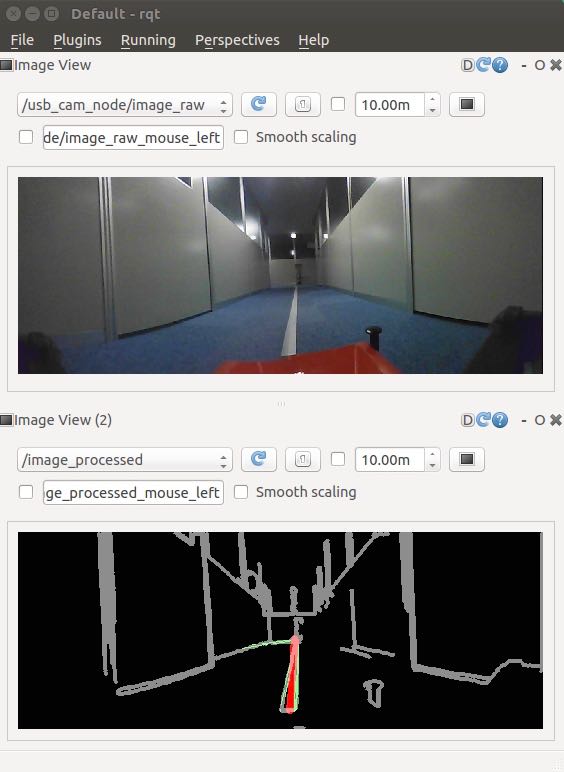 Default - rqt
File Plugins Running Perspectives Help
Image View D ? - O
/usb_cam_node/image_raw 10.00m
de/image_raw_mouse_left Smooth scaling
Image View (2) D ? - O
/image_processed 10.00m
ge_processed_mouse_left Smooth scaling